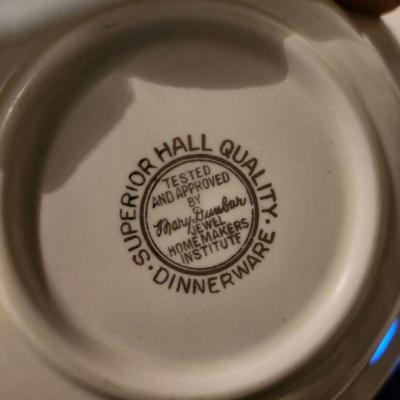 SUPERIOR HALL QUALITY
DINNERWARE
TESTED
AND APPROVED
BY
Mary Dunbar
JEWEL
HOMEMAKERS
INSTITUTE